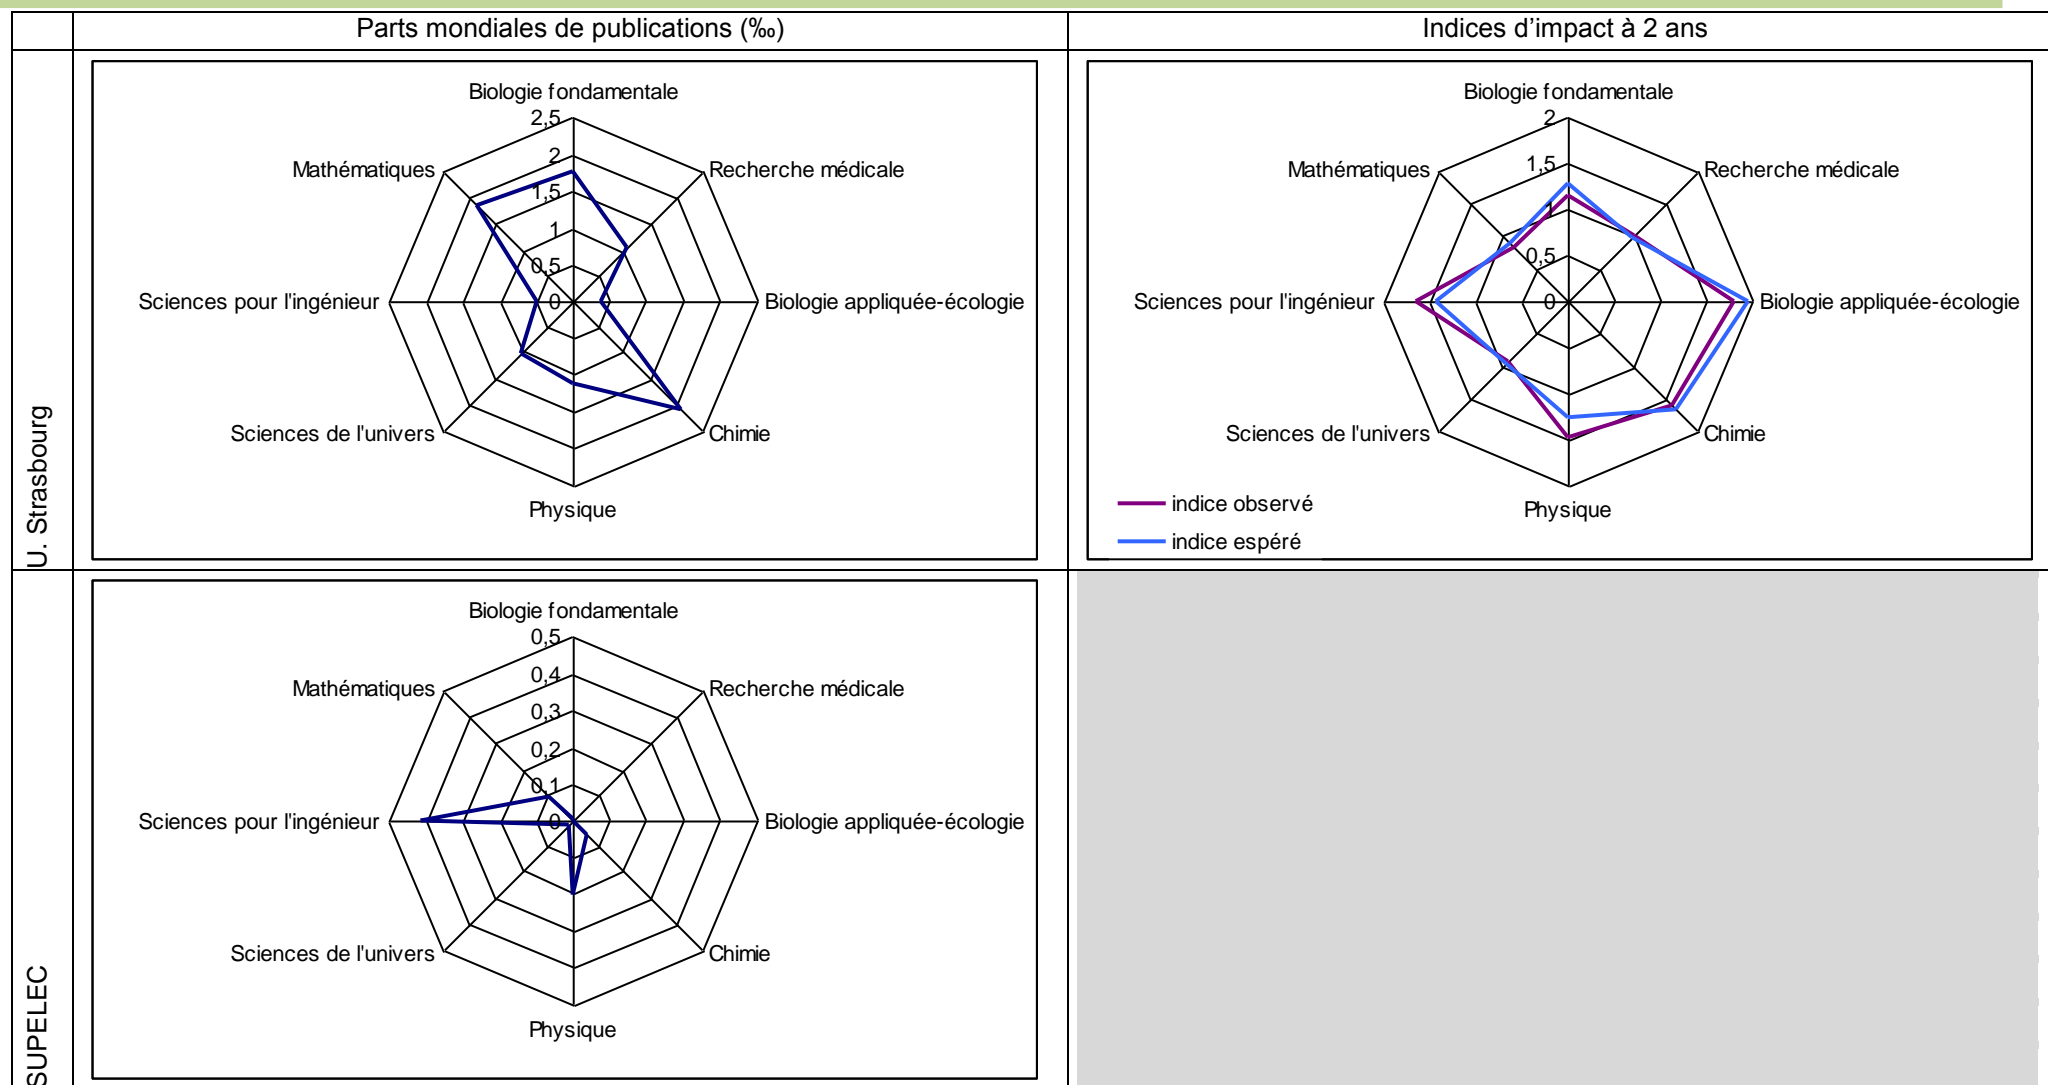 Parts mondiales de publications (‰)
Indices d'impact à 2 ans
U. Strasbourg
Biologie fondamentale
2,5
2
1,5
1
0,5
0
Mathématiques
Recherche médicale
Sciences pour l'ingénieur
Biologie appliquée-écologie
Sciences de l'univers
Chimie
Physique
Biologie fondamentale
2
1,5
1
0,5
0
Mathématiques
Recherche médicale
Sciences pour l'ingénieur
Biologie appliquée-écologie
Sciences de l'univers
Chimie
Physique
indice observé
indice espéré
SUPELEC
Biologie fondamentale
0,5
0,4
0,3
0,2
0,1
0
Mathématiques
Recherche médicale
Sciences pour l'ingénieur
Biologie appliquée-écologie
Sciences de l'univers
Chimie
Physique